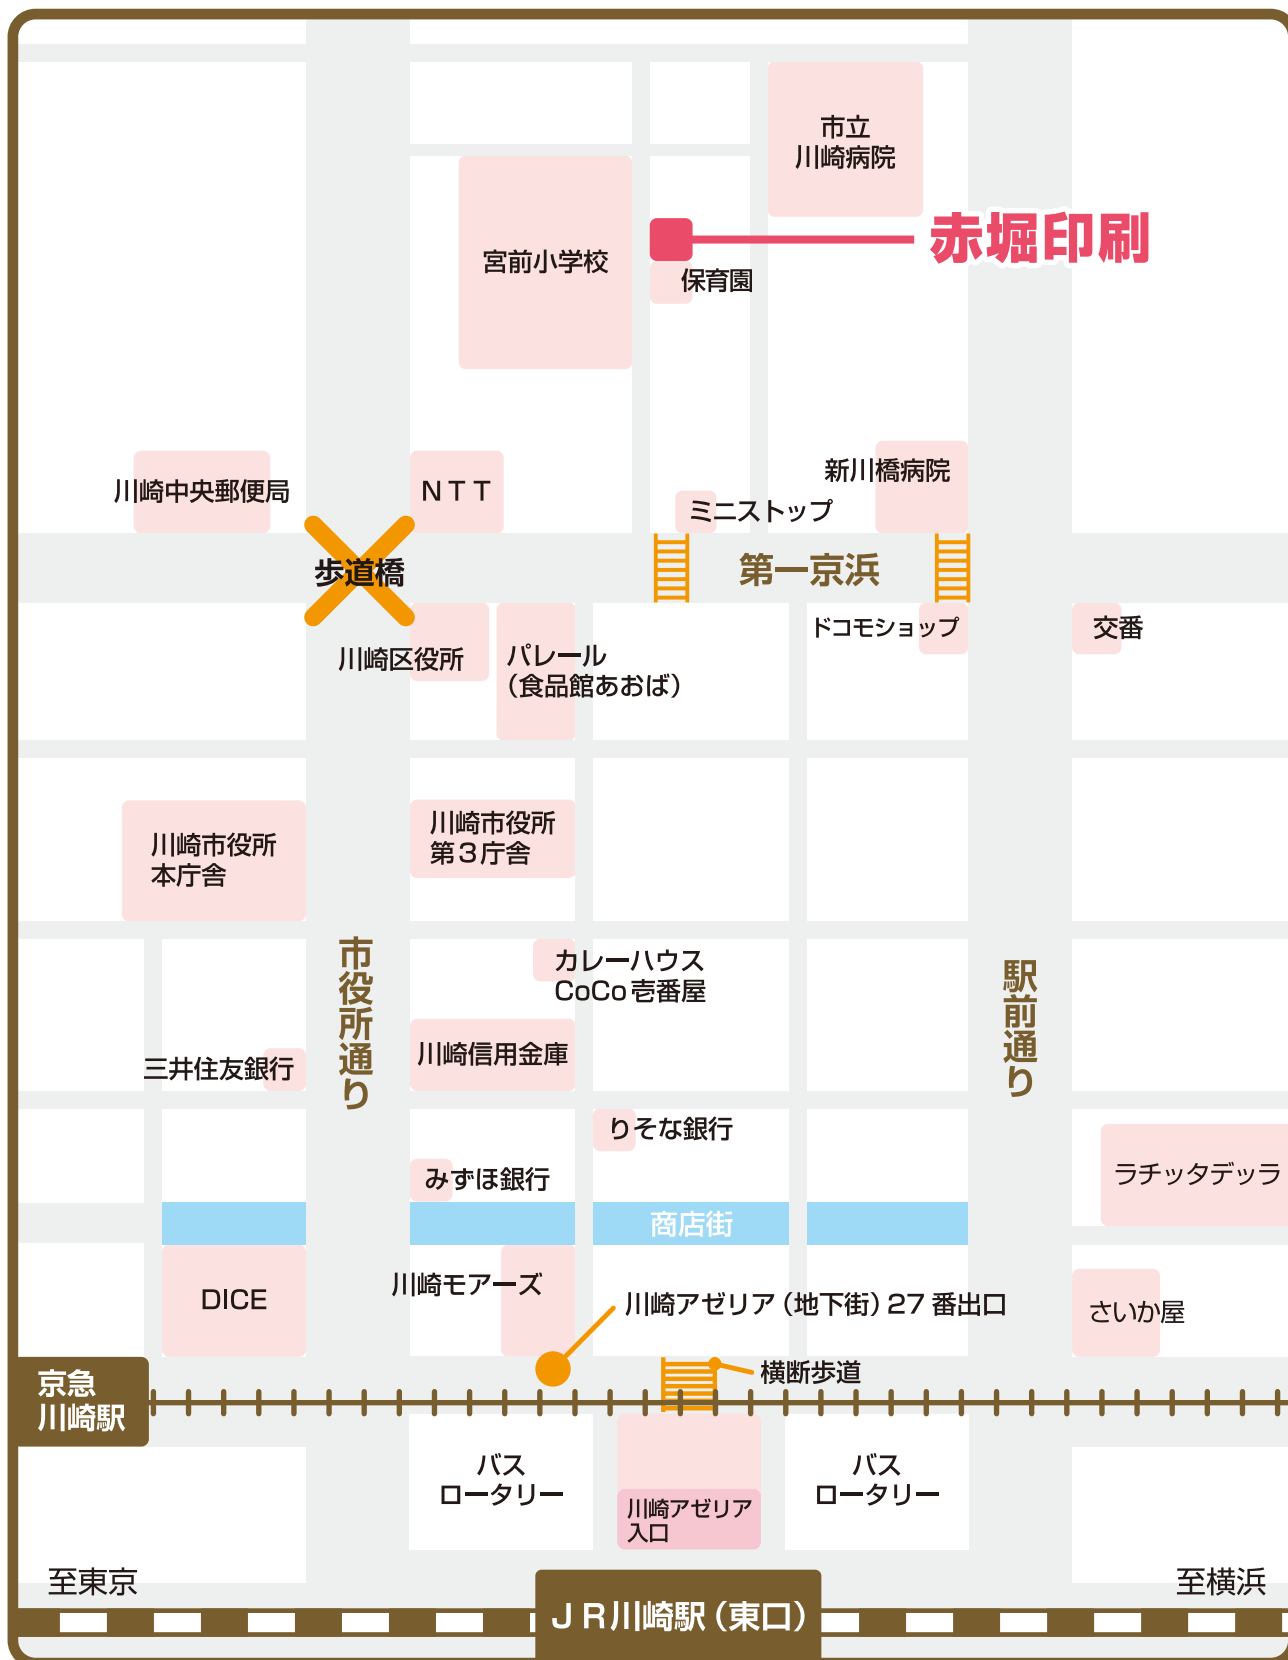 市立
川崎病院
赤堀印刷
宮前小学校
保育園
新川橋病院
川崎中央郵便局
NTT
ミニストップ
歩道橋
第一京浜
ドコモショップ
交番
川崎区役所
パレール
（食品館あおば）
川崎市役所
本庁舎
川崎市役所
第3庁舎
市役所通り
駅前通り
カレーハウス
CoCo壱番屋
川崎信用金庫
三井住友銀行
りそな銀行
みずほ銀行
ラチッタデッラ
商店街
DICE
川崎モアーズ
川崎アゼリア（地下街）27番出口
さいか屋
横断歩道
京急
川崎駅
バス
ロータリー
川崎アゼリア
入口
バス
ロータリー
至東京
至横浜
JR川崎駅（東口）